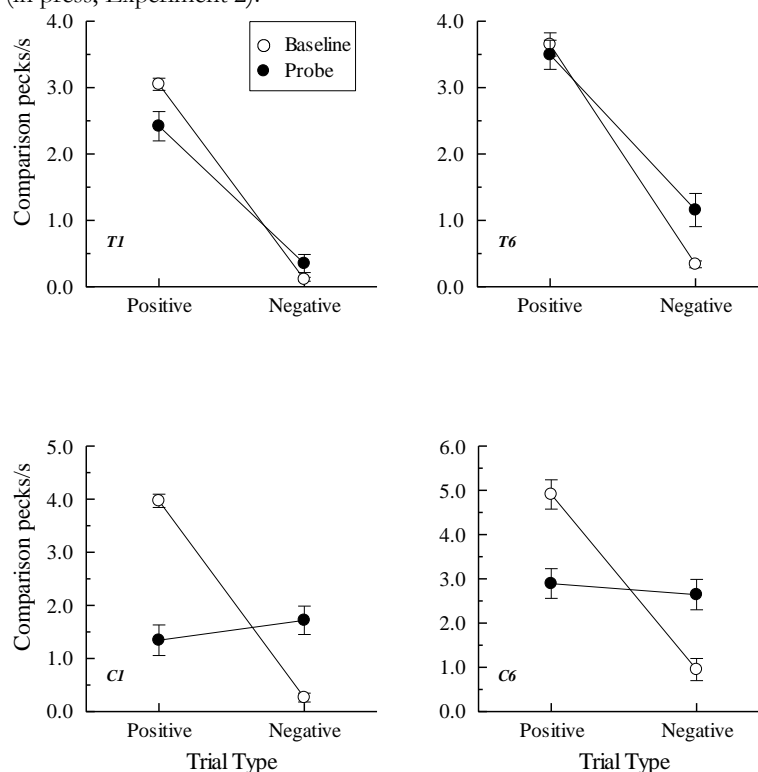 (in press, Experiment 2).
4.0
3.0
2.0
1.0
0.0
Comparison pecks/s
Baseline
Probe
T1
Positive Negative
4.0
3.0
2.0
1.0
0.0
T6
Positive Negative
5.0
4.0
3.0
2.0
1.0
0.0
Comparison pecks/s
C1
Positive Negative
Trial Type
6.0
5.0
4.0
3.0
2.0
1.0
0.0
C6
Positive Negative
Trial Type